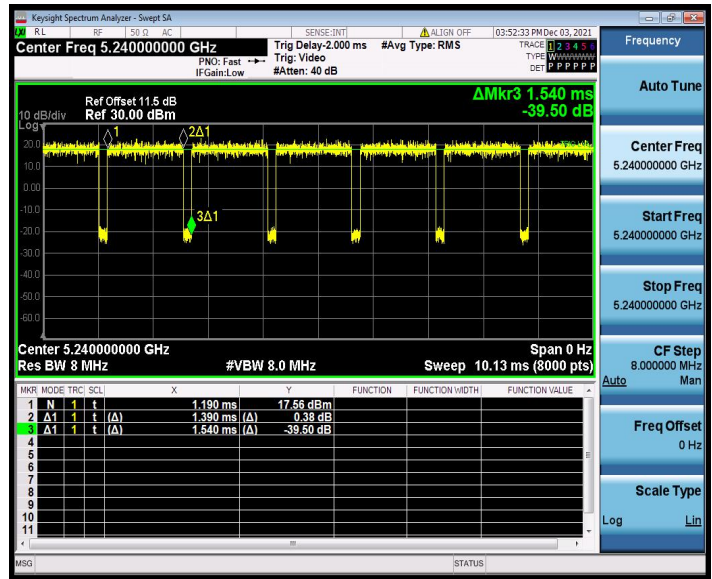 Keysight Spectrum Analyzer - Swept SA
RL RF 50 Ω AC SENSE:INT ALIGN OFF 03:52:33 PM Dec 03, 2021
Center Freq 5.240000000 GHz
PNO: Fast
IFGain:Low
Trig Delay-2.000 ms
Trig: Video
#Atten: 40 dB
#Avg Type: RMS
TRACE 1 2 3 4 5 6
TYPE WWWWWW
DET P P P P P P
Frequency
Auto Tune
Center Freq
5.240000000 GHz
Start Freq
5.240000000 GHz
Stop Freq
5.240000000 GHz
CF Step
8.000000 MHz
Auto Man
Freq Offset
0 Hz
Scale Type
Log Lin
ΔMkr3 1.540 ms
-39.50 dB
Ref Offset 11.5 dB
10 dB/div Ref 30.00 dBm
Log
1 2Δ1
20.0
10.0
0.00
-10.0
3Δ1
-20.0
-30.0
-40.0
-50.0
-60.0
Center 5.240000000 GHz Span 0 Hz
Res BW 8 MHz #VBW 8.0 MHz Sweep 10.13 ms (8000 pts)
MKR MODE TRC SCL X Y FUNCTION FUNCTION WIDTH FUNCTION VALUE
1 N 1 t 1.190 ms 17.56 dBm
2 Δ1 1 t (Δ) 1.390 ms (Δ) 0.38 dB
3 Δ1 1 t (Δ) 1.540 ms (Δ) -39.50 dB
4
5
6
7
8
9
10
11
MSG STATUS